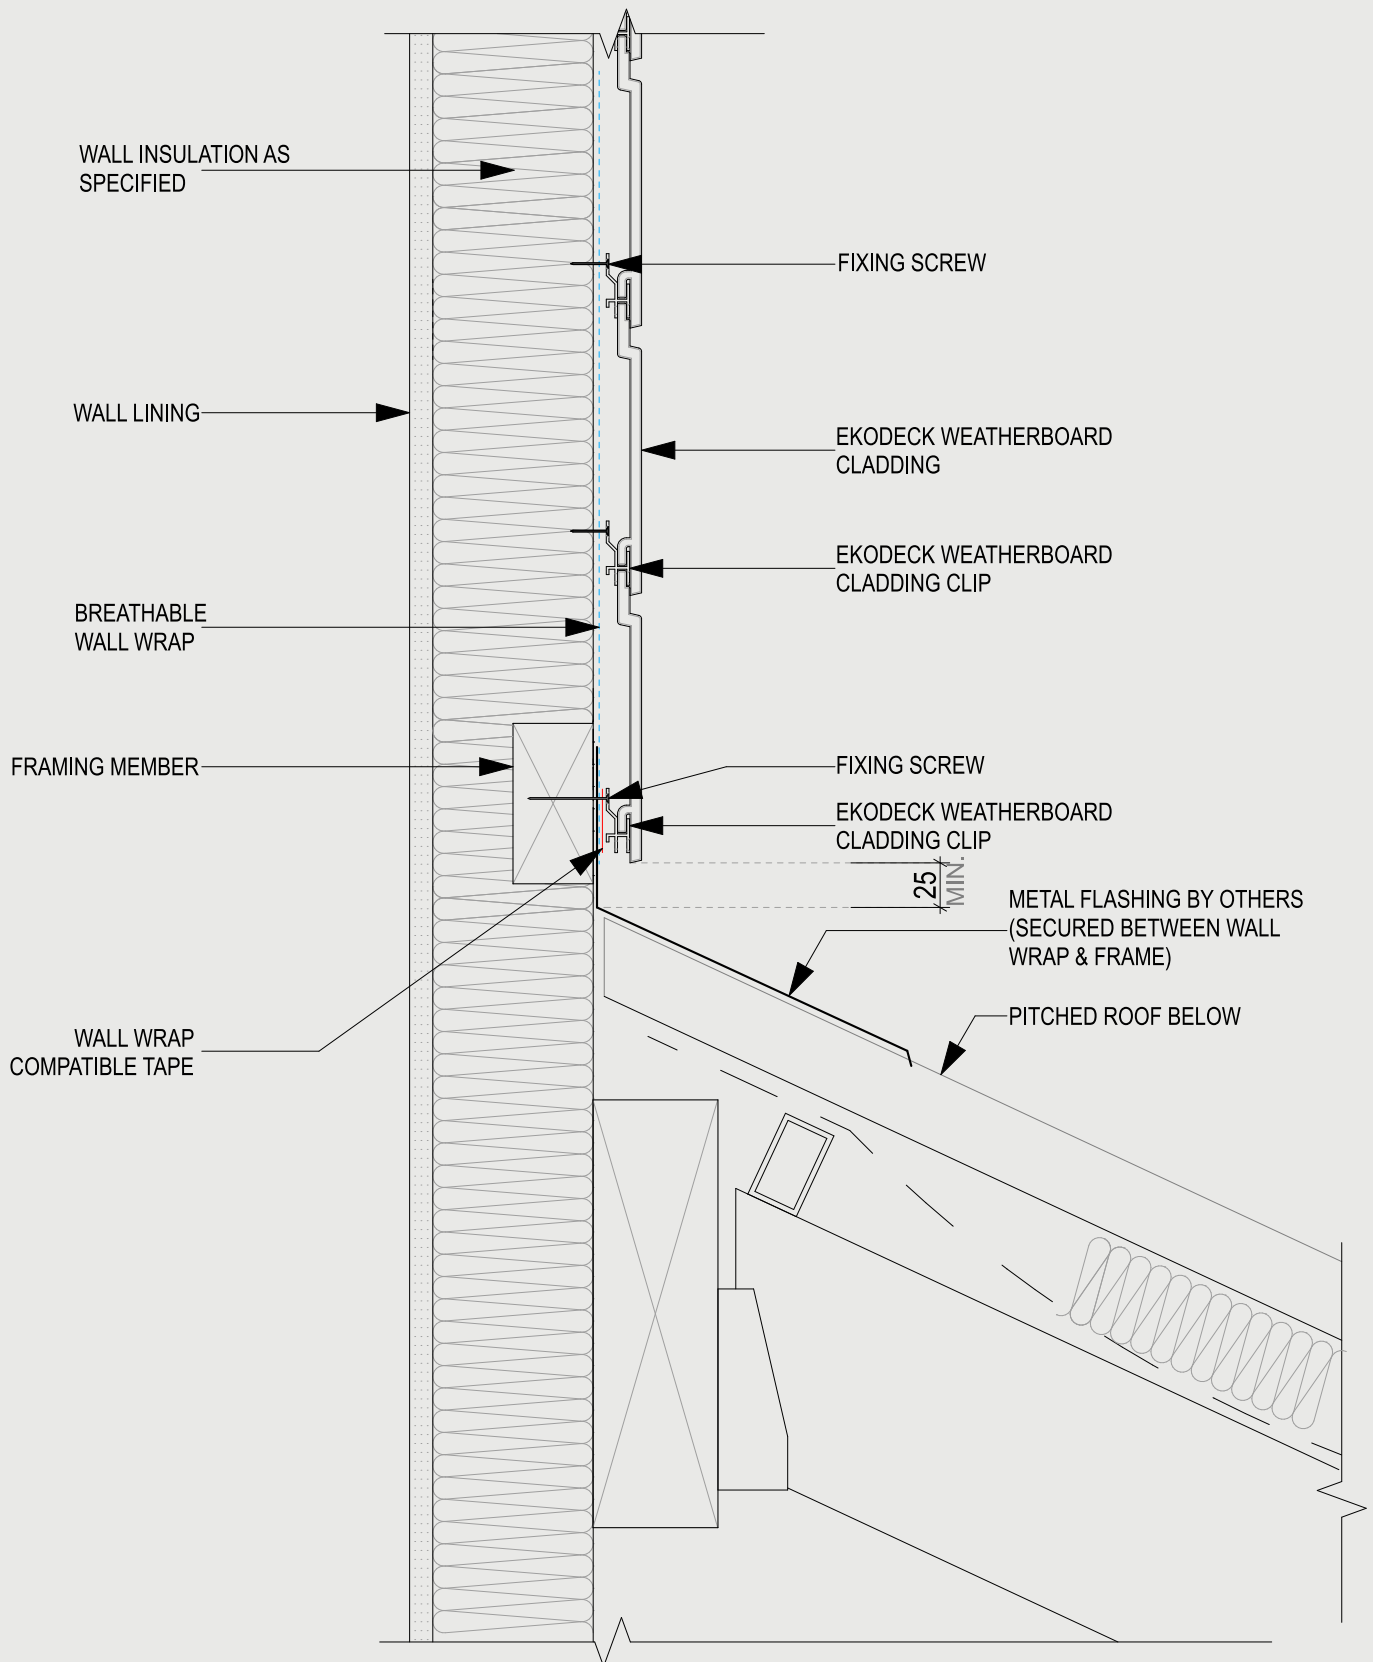 WALL INSULATION AS
SPECIFIED
FIXING SCREW
WALL LINING
EKODECK WEATHERBOARD
CLADDING
EKODECK WEATHERBOARD
CLADDING CLIP
BREATHABLE
WALL WRAP
FRAMING MEMBER
FIXING SCREW
EKODECK WEATHERBOARD
CLADDING CLIP
25
MIN.
METAL FLASHING BY OTHERS
(SECURED BETWEEN WALL
WRAP & FRAME)
PITCHED ROOF BELOW
WALL WRAP
COMPATIBLE TAPE